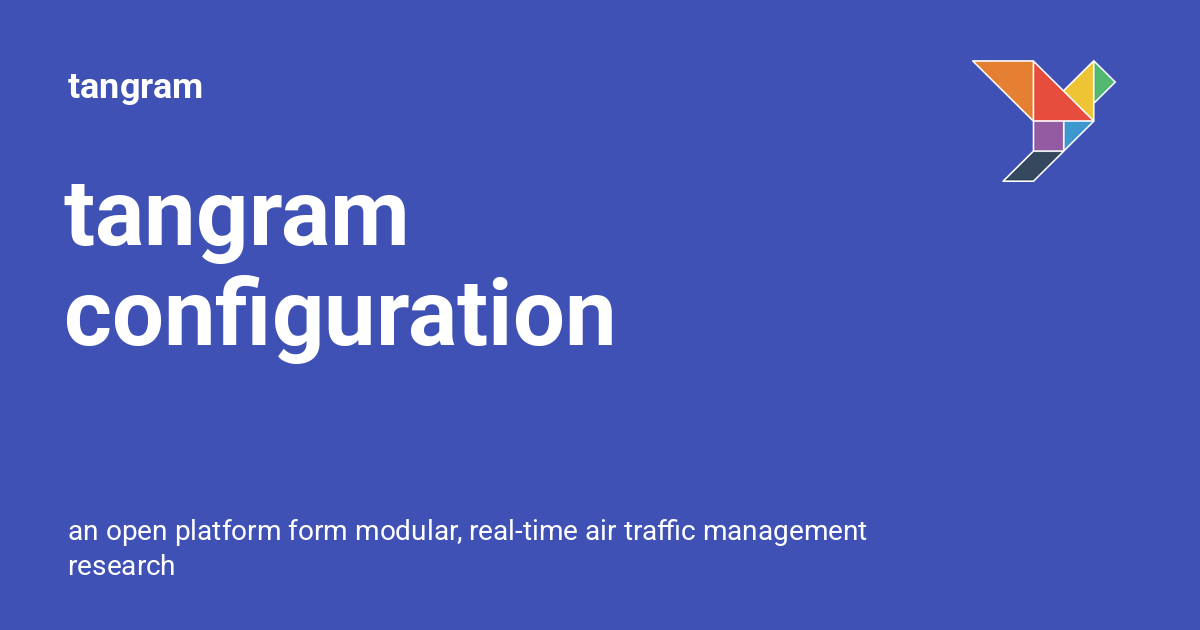 tangram
tangram
configuration
an open platform form modular, real-time air traffic management
research